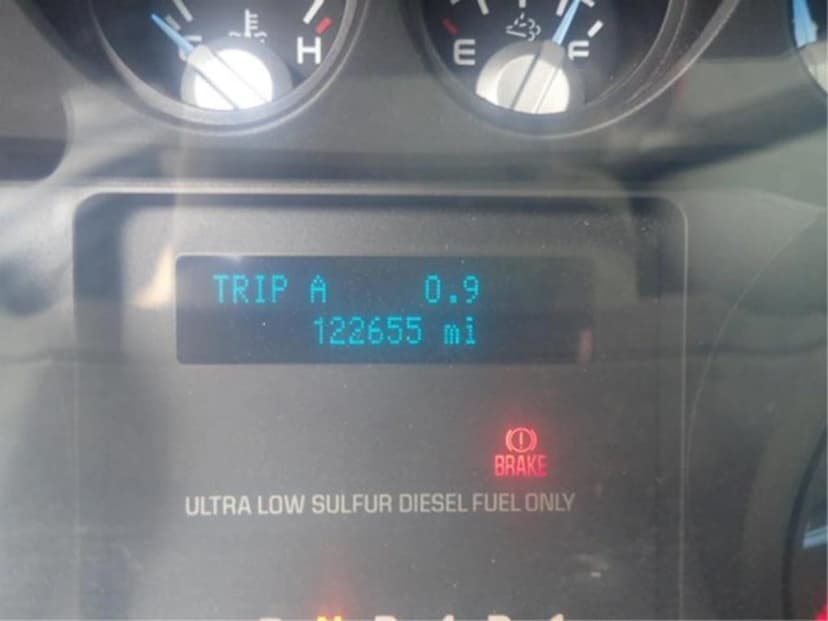 H
E F
TRIP A 0.9
122655 mi
BRAKE
ULTRA LOW SULFUR DIESEL FUEL ONLY